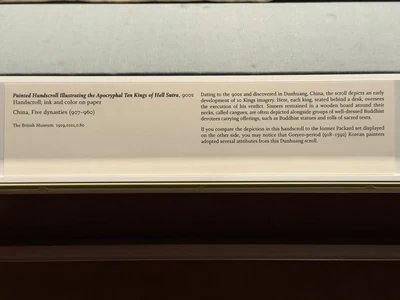 Painted Handscroll Illustrating the Apocryphal Ten Kings of Hell Sutra, 900s
Handscroll; ink and color on paper
China, Five dynasties (907–960)
The British Museum 1919,0101,0.80
Dating to the 900s and discovered in Dunhuang, China, the scroll depicts an early
development of 10 Kings imagery. Here, each king, seated behind a desk, oversees
the execution of his verdict. Sinners restrained in a wooden board around their
necks, called cangues, are often depicted alongside groups of well-dressed Buddhist
devotees carrying offerings, such as Buddhist statues and rolls of sacred texts.
If you compare the depiction in this handscroll to the former Packard set displayed
on the other side, you may notice that Goryeo-period (918–1392) Korean painters
adopted several attributes from this Dunhuang scroll.